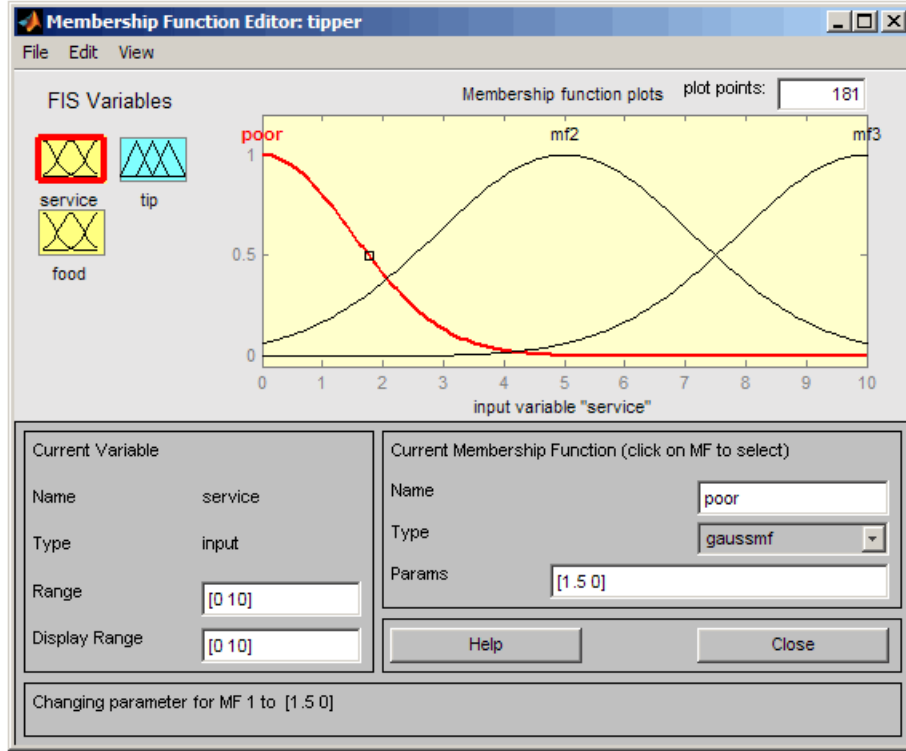 Membership Function Editor: tipper
File Edit View
FIS Variables
Membership function plots plot points: 181
service
tip
food
poor mf2 mf3
1
0.5
0
0 1 2 3 4 5 6 7 8 9 10
input variable "service"
Current Variable
Name service
Type input
Range [0 10]
Display Range [0 10]
Current Membership Function (click on MF to select)
Name poor
Type gaussmf
Params [1.5 0]
Help Close
Changing parameter for MF 1 to [1.5 0]